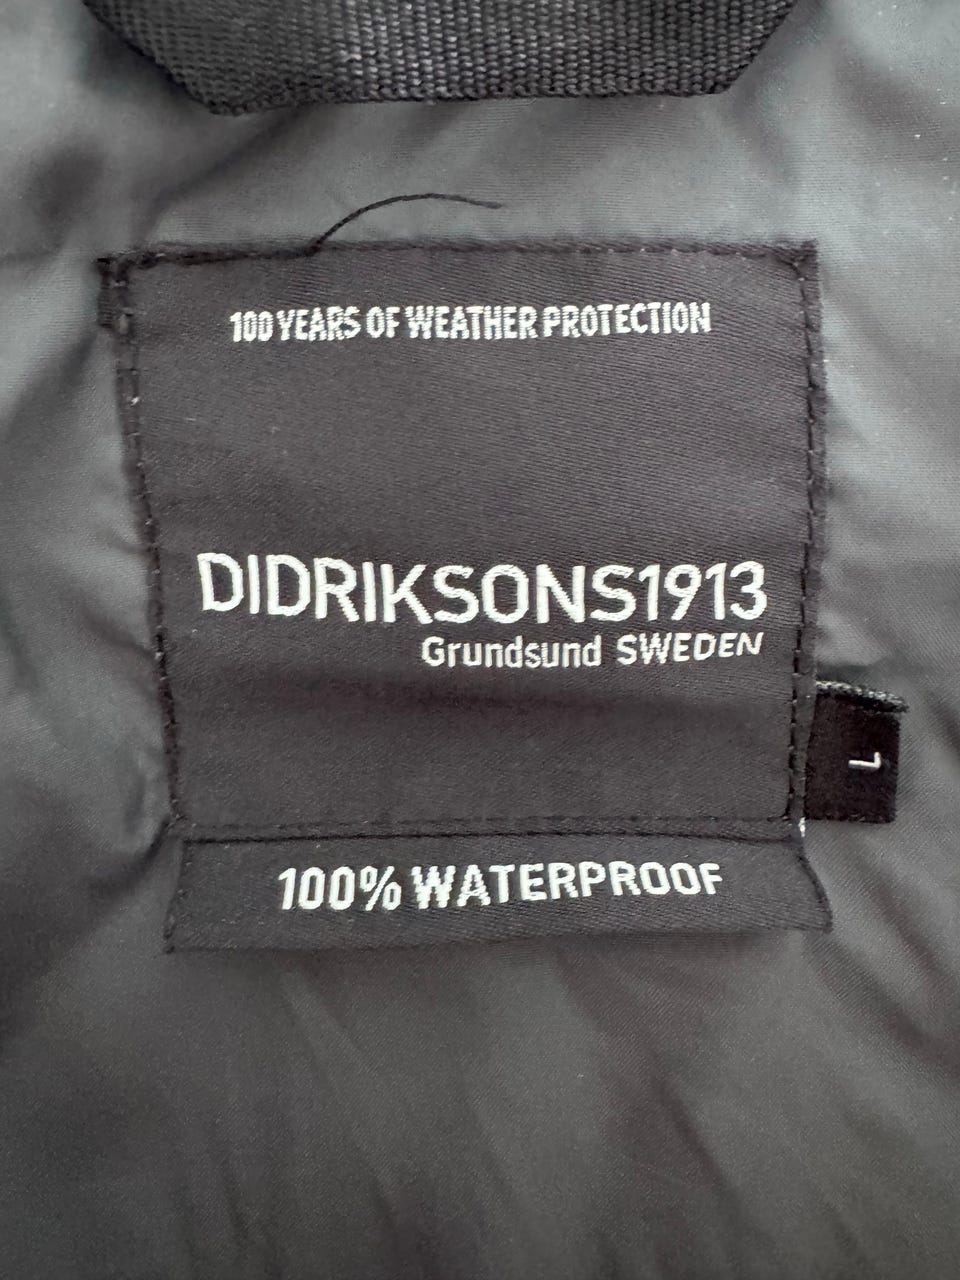 100 YEARS OF WEATHER PROTECTION
DIDRIKSONS1913
Grundsund SWEDEN
L
100% WATERPROOF